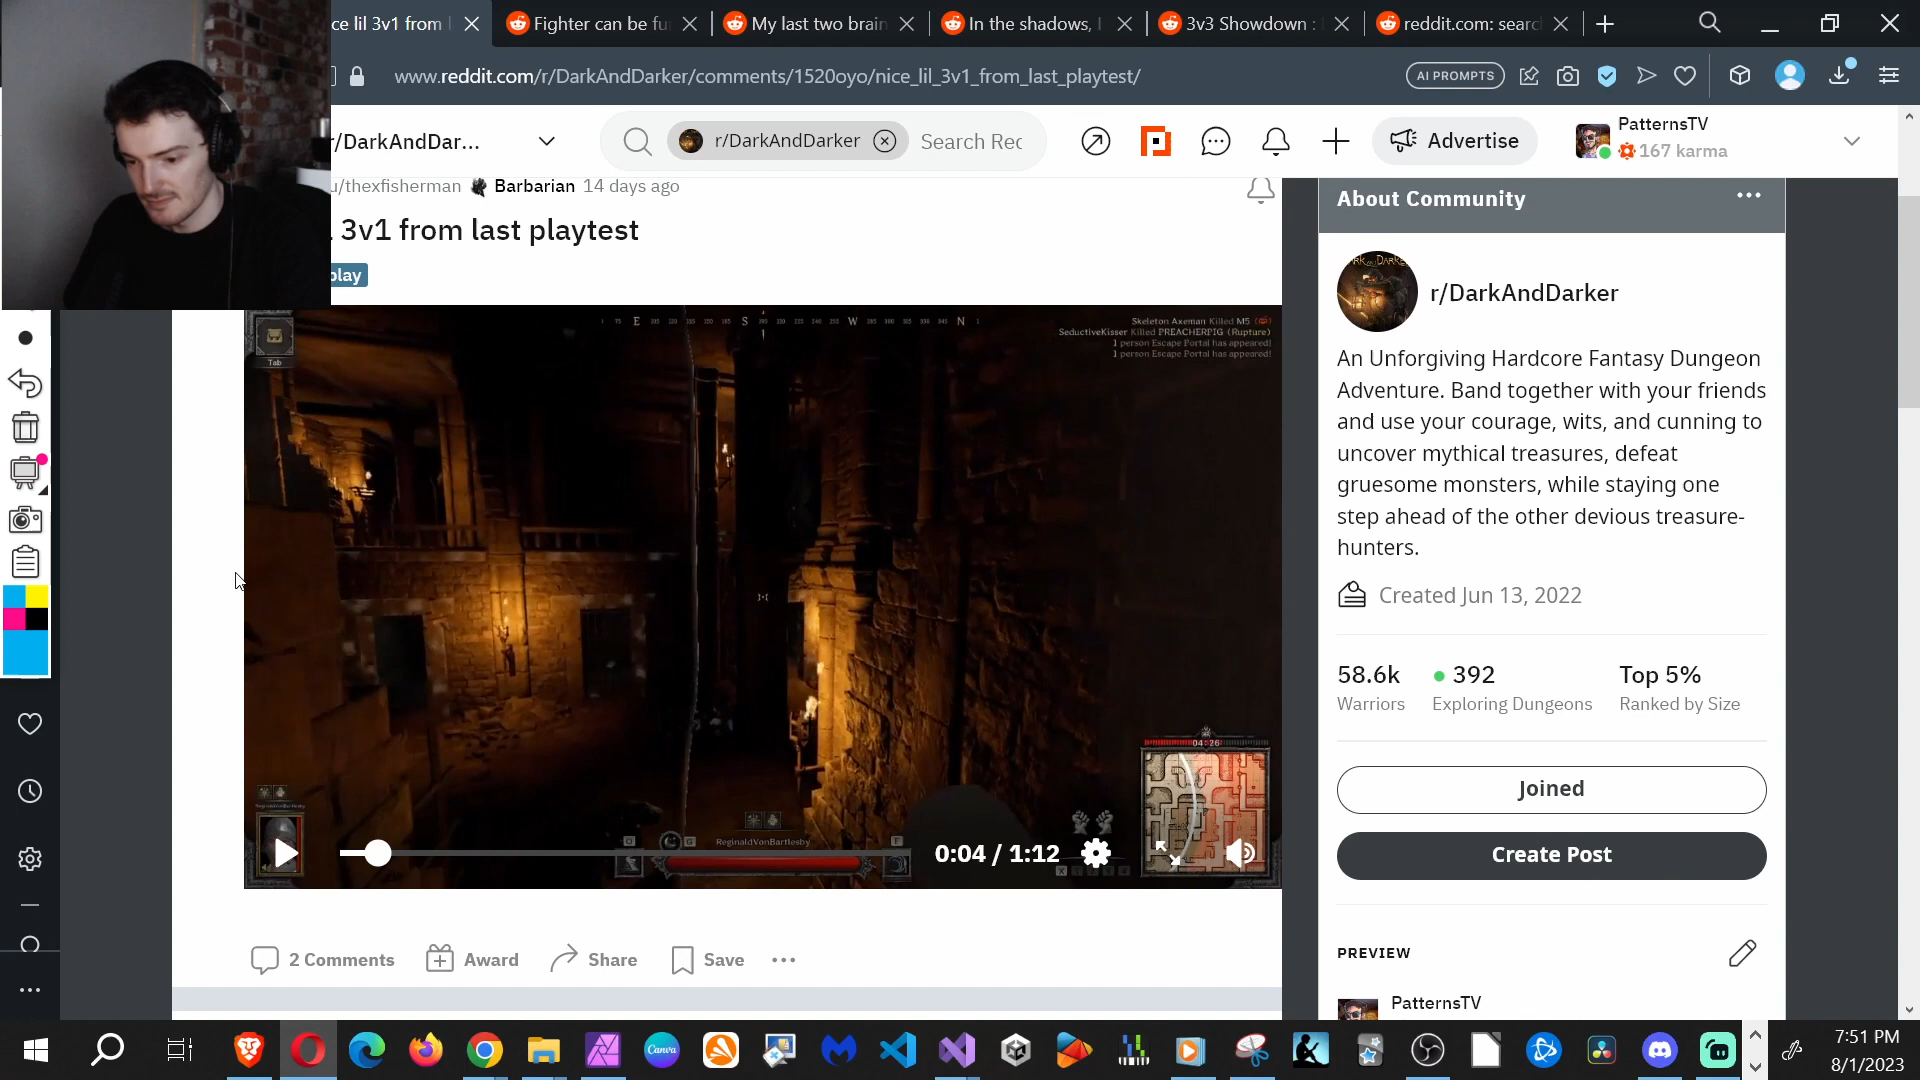 ce lil 3v1 from l
Fighter can be fu
My last two brain
In the shadows, I
3v3 Showdown :
reddit.com: searc
www.reddit.com/r/DarkAndDarker/comments/1520oyo/nice_lil_3v1_from_last_playtest/
AI PROMPTS
r/DarkAndDar...
r/DarkAndDarker
Search Rec
Advertise
PatternsTV
167 karma
u/thexfisherman Barbarian 14 days ago
3v1 from last playtest
play
Tab
E S W N
Skeleton Axeman Killed M5
SeductiveKisser Killed PREACHERPIG (Rupture)
1 person Escape Portal has appeared!
1 person Escape Portal has appeared!
04:26
ReginaldVonBartlesby
ReginaldVonBartlesby
Q
G
F
X
0:04 / 1:12
2 Comments
Award
Share
Save
About Community
r/DarkAndDarker
An Unforgiving Hardcore Fantasy Dungeon
Adventure. Band together with your friends
and use your courage, wits, and cunning to
uncover mythical treasures, defeat
gruesome monsters, while staying one
step ahead of the other devious treasure-
hunters.
Created Jun 13, 2022
58.6k
392
Top 5%
Warriors
Exploring Dungeons
Ranked by Size
Joined
Create Post
PREVIEW
PatternsTV
Canva
7:51 PM
8/1/2023